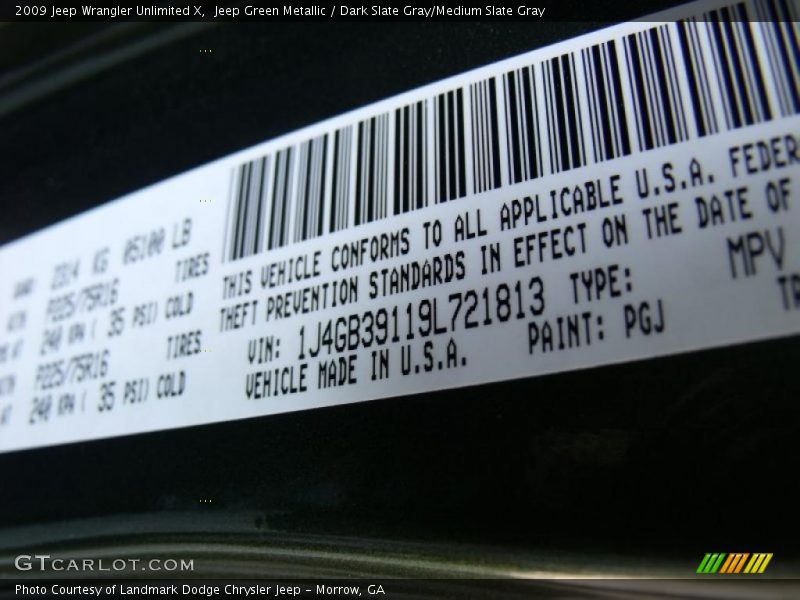 2009 Jeep Wrangler Unlimited X,  Jeep Green Metallic / Dark Slate Gray/Medium Slate Gray
2314 KG 05100 LB
TIRES
P225/75R16
240 KPA ( 35 PSI) COLD
TIRES
P225/75R16
240 KPA ( 35 PSI) COLD
THIS VEHICLE CONFORMS TO ALL APPLICABLE U.S.A. FEDER
THEFT PREVENTION STANDARDS IN EFFECT ON THE DATE OF
VIN: 1J4GB39119L721813 TYPE: MPV
VEHICLE MADE IN U.S.A. PAINT: PGJ TR
GTCARLOT.COM
Photo Courtesy of Landmark Dodge Chrysler Jeep - Morrow, GA